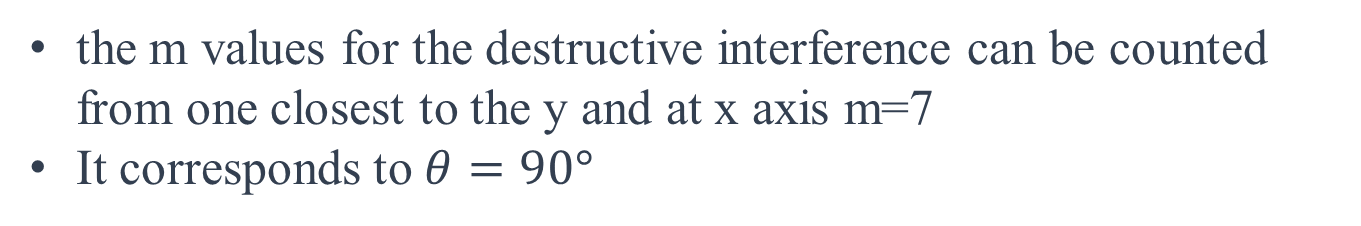 • the m values for the destructive interference can be counted
from one closest to the y and at x axis m=7
• It corresponds to 𝜃 = 90°